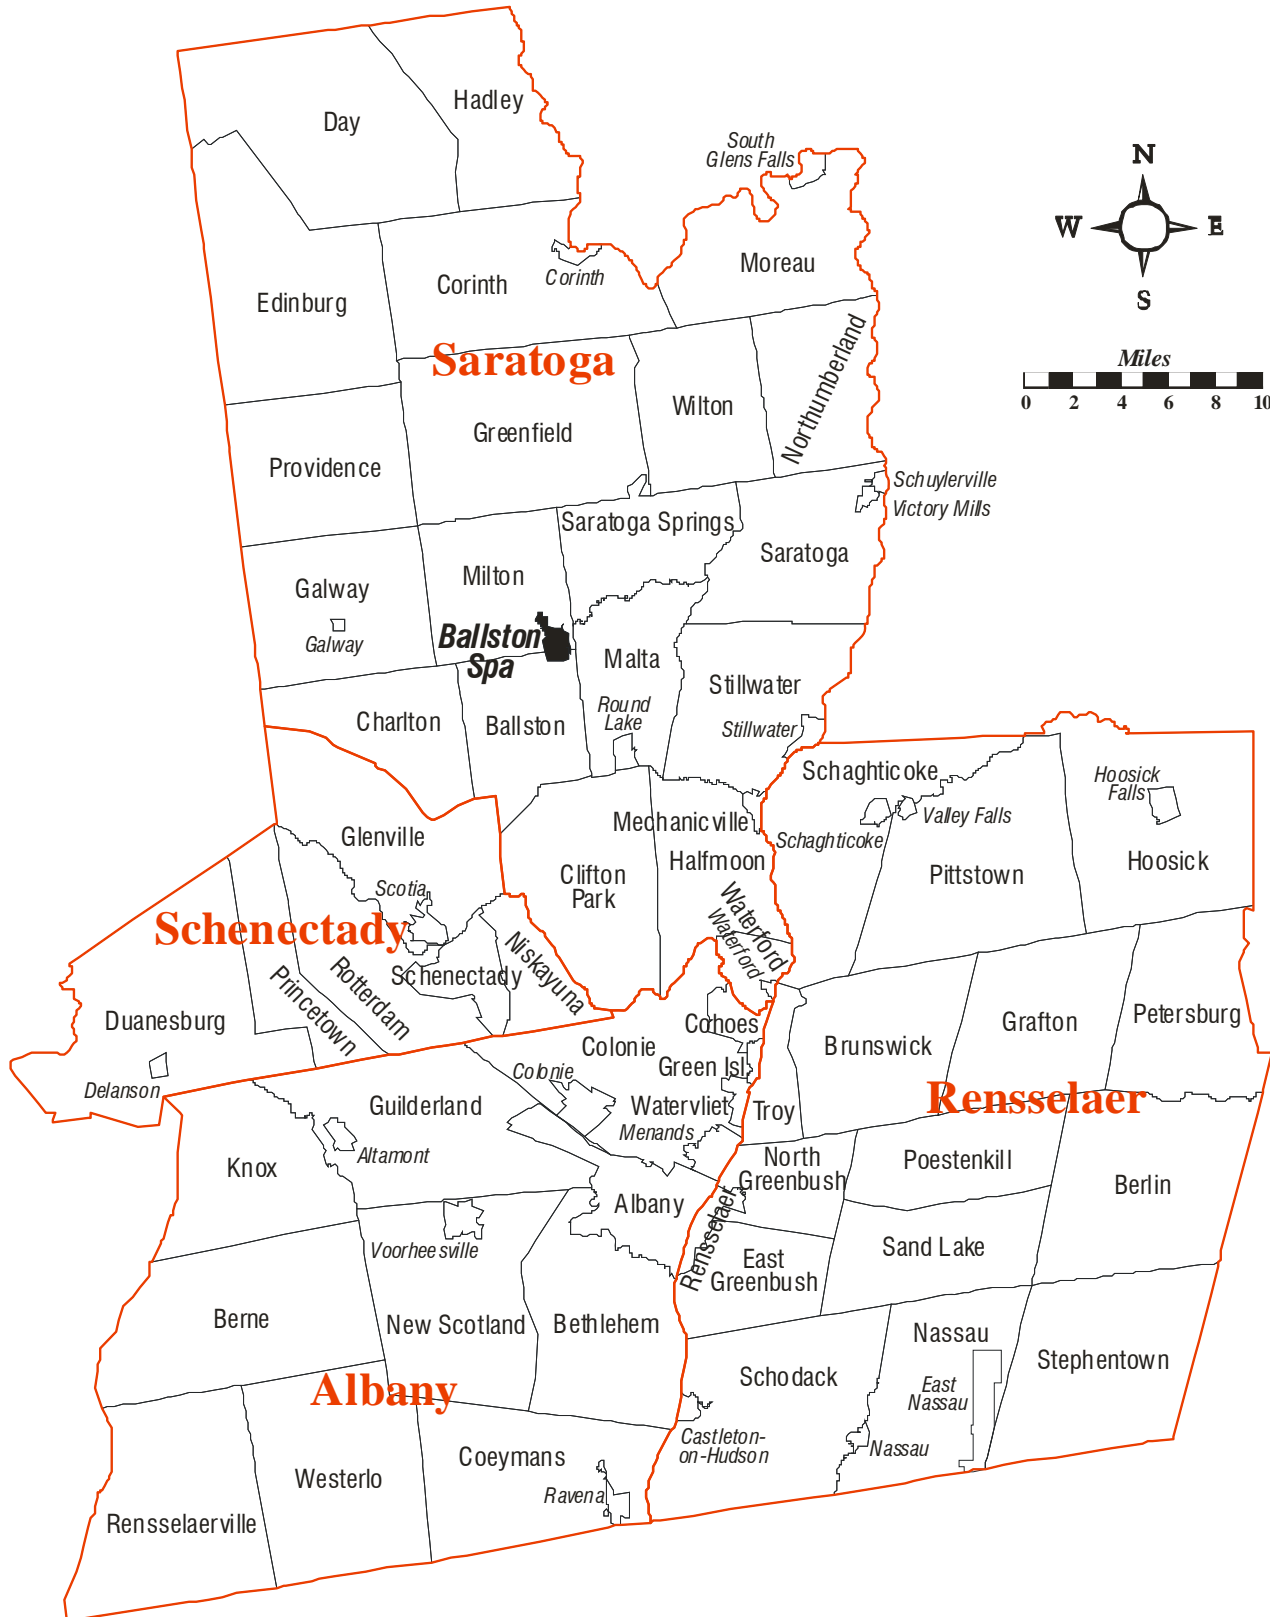 Hadley
Day
South
Glens Falls
N
W
E
S
Moreau
Corinth
Corinth
Edinburg
Saratoga
Northumberland
Miles
0 2 4 6 8 10
Wilton
Greenfield
Providence
Schuylerville
Victory Mills
Saratoga Springs
Saratoga
Galway
Galway
Milton
Ballston
Spa
Malta
Stillwater
Stillwater
Round
Lake
Charlton
Ballston
Schaghticoke
Schaghticoke
Valley Falls
Hoosick
Falls
Hoosick
Pittstown
Mechanicville
Halfmoon
Glenville
Clifton
Park
Scotia
Waterford
Waterford
Schenectady
Schenectady
Niskayuna
Rotterdam
Princetown
Duanesburg
Delanson
Cohoes
Colonie
Colonie
Green Isl.
Watervliet
Menands
Troy
Brunswick
Grafton
Petersburg
Rensselaer
Guilderland
Altamont
Knox
North
Greenbush
Poestenkill
Berlin
Albany
Rensselaer
Voorheesville
East
Greenbush
Sand Lake
Berne
New Scotland
Bethlehem
Nassau
Stephentown
Schodack
East
Nassau
Albany
Castleton-
on-Hudson
Nassau
Coeymans
Westerlo
Ravena
Rensselaerville